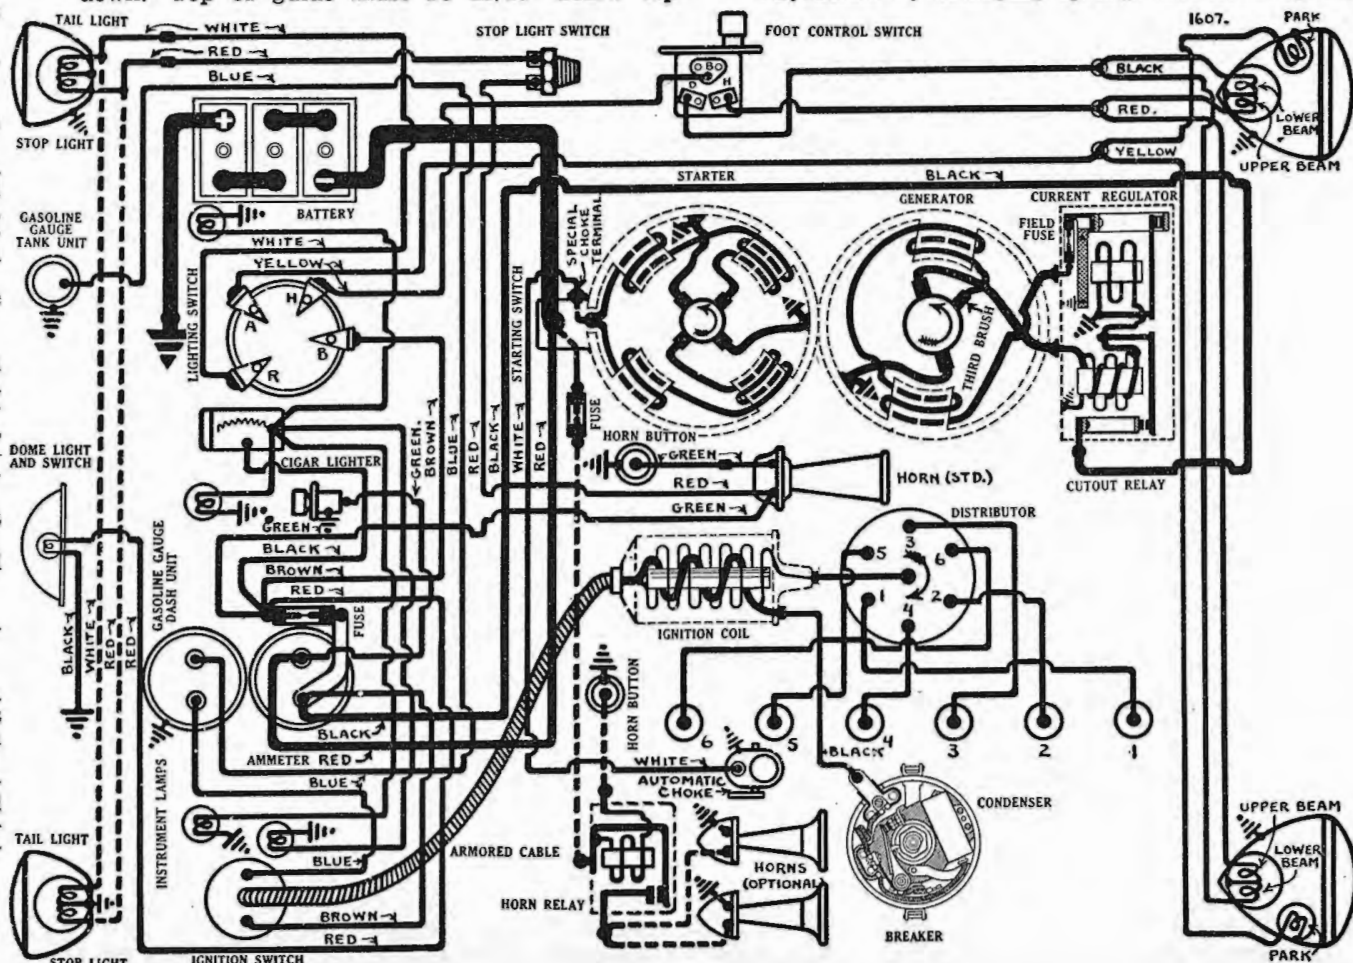 TAIL LIGHT
WHITE
RED
BLUE
STOP LIGHT SWITCH
FOOT CONTROL SWITCH
B
H
1607.
PARK
BLACK
RED.
YELLOW
LOWER
BEAM
UPPER BEAM
STOP LIGHT
BATTERY
STARTER
BLACK
GENERATOR
CURRENT REGULATOR
FIELD
FUSE
GASOLINE
GAUGE
TANK UNIT
WHITE
YELLOW
LIGHTING SWITCH
H
A
B
R
SPECIAL
CHOKE
TERMINAL
STARTING SWITCH
THIRD BRUSH
FUSE
GREEN.
BROWN
BLUE
RED
BLACK
WHITE
RED
DOME LIGHT
AND SWITCH
CIGAR LIGHTER
HORN BUTTON
GREEN
RED
GREEN
HORN (STD.)
CUTOUT RELAY
GREEN
BLACK
BROWN
RED
FUSE
GASOLINE GAUGE
DASH UNIT
DISTRIBUTOR
5
3
6
1
2
4
IGNITION COIL
BLACK
WHITE
RED
RED
BLACK
AMMETER RED
BLUE
HORN BUTTON
6
5
4
3
2
1
BLACK
WHITE
AUTOMATIC
CHOKE
CONDENSER
INSTRUMENT LAMPS
TAIL LIGHT
BLUE
ARMORED CABLE
HORNS
(OPTIONAL)
UPPER BEAM
LOWER
BEAM
BROWN
RED
HORN RELAY
BREAKER
PARK
STOP LIGHT
IGNITION SWITCH